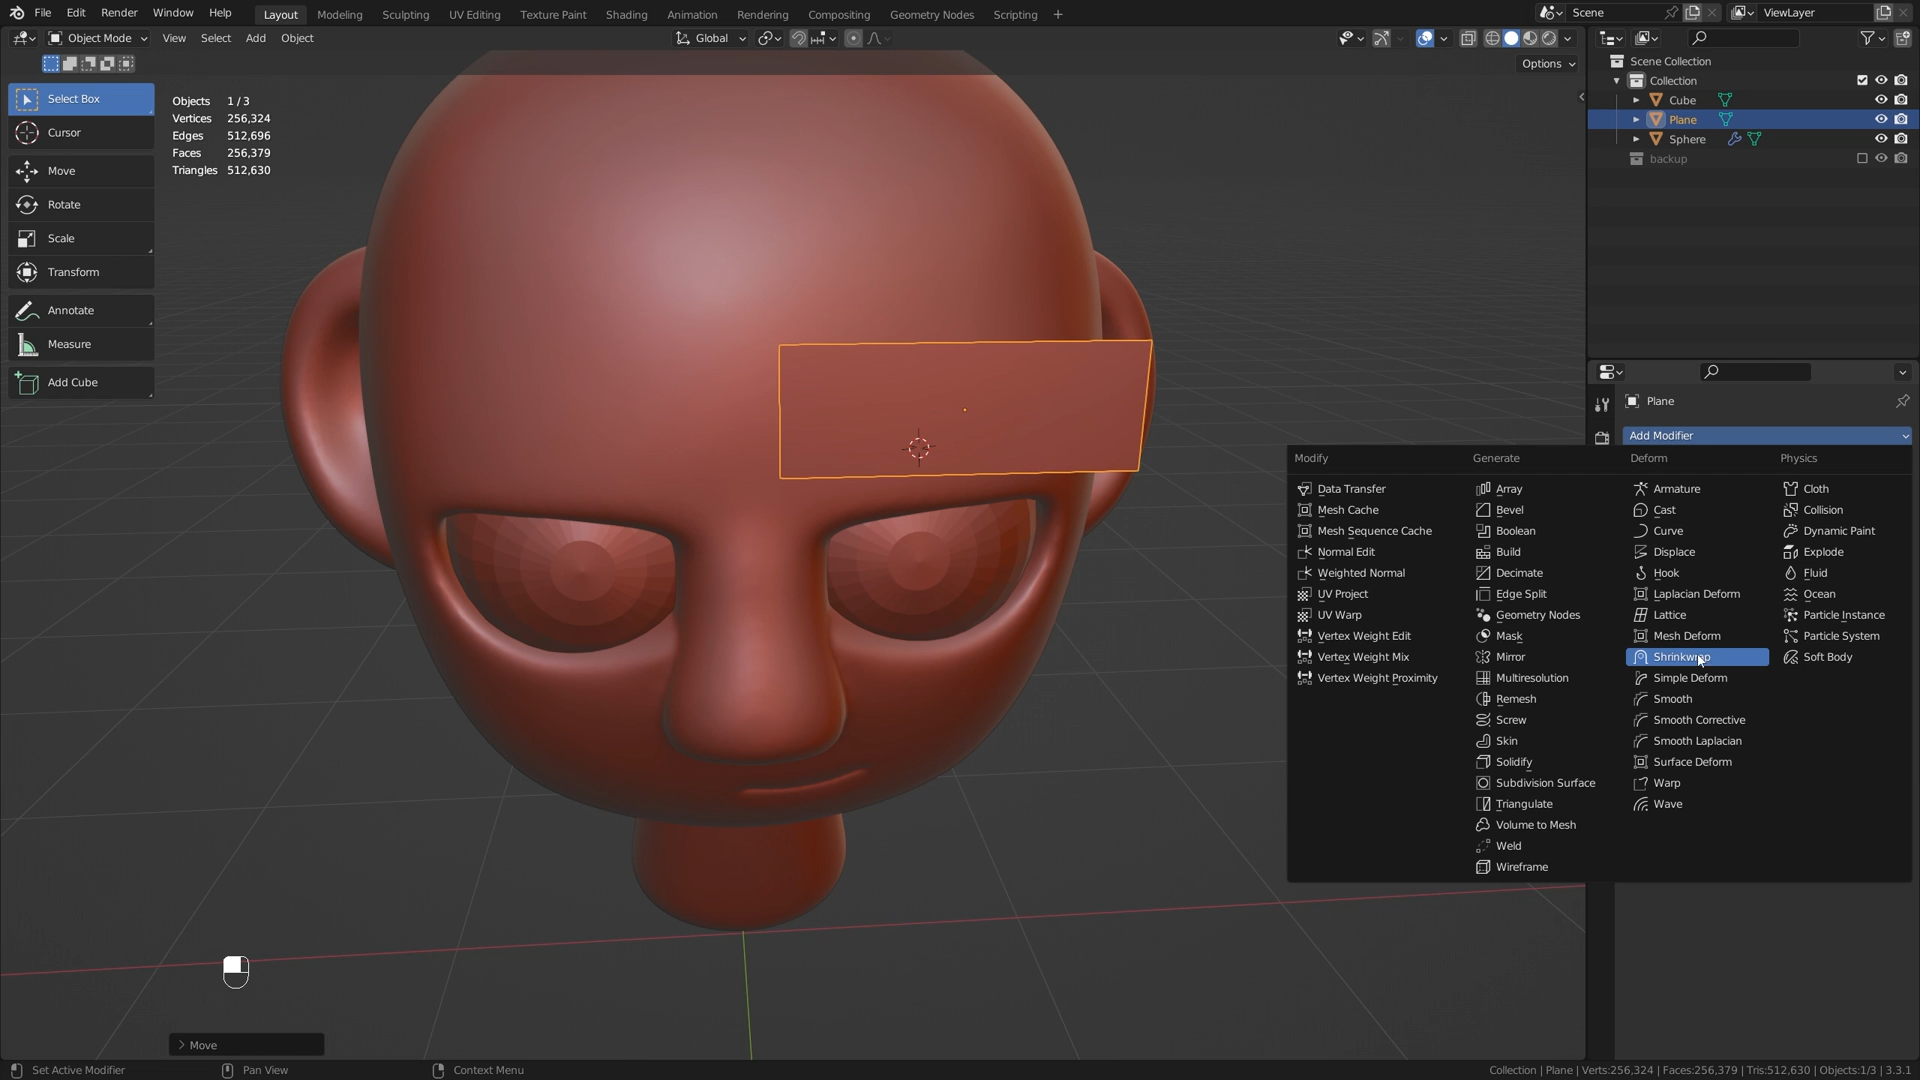 File Edit Render Window Help Layout Modeling Sculpting UV Editing Texture Paint Shading Animation Rendering Compositing Geometry Nodes Scripting + Scene ViewLayer
Object Mode View Select Add Object Global
Options
Select Box
Cursor
Move
Rotate
Scale
Transform
Annotate
Measure
Add Cube
Objects 1 / 3
Vertices 256,324
Edges 512,696
Faces 256,379
Triangles 512,630
Scene Collection
Collection
Cube
Plane
Sphere
backup
Plane
Add Modifier
Modify
Data Transfer
Mesh Cache
Mesh Sequence Cache
Normal Edit
Weighted Normal
UV Project
UV Warp
Vertex Weight Edit
Vertex Weight Mix
Vertex Weight Proximity
Generate
Array
Bevel
Boolean
Build
Decimate
Edge Split
Geometry Nodes
Mask
Mirror
Multiresolution
Remesh
Screw
Skin
Solidify
Subdivision Surface
Triangulate
Volume to Mesh
Weld
Wireframe
Deform
Armature
Cast
Curve
Displace
Hook
Laplacian Deform
Lattice
Mesh Deform
Shrinkwrap
Simple Deform
Smooth
Smooth Corrective
Smooth Laplacian
Surface Deform
Warp
Wave
Physics
Cloth
Collision
Dynamic Paint
Explode
Fluid
Ocean
Particle Instance
Particle System
Soft Body
Move
Set Active Modifier Pan View Context Menu Collection | Plane | Verts:256,324 | Faces:256,379 | Tris:512,630 | Objects:1/3 | 3.3.1